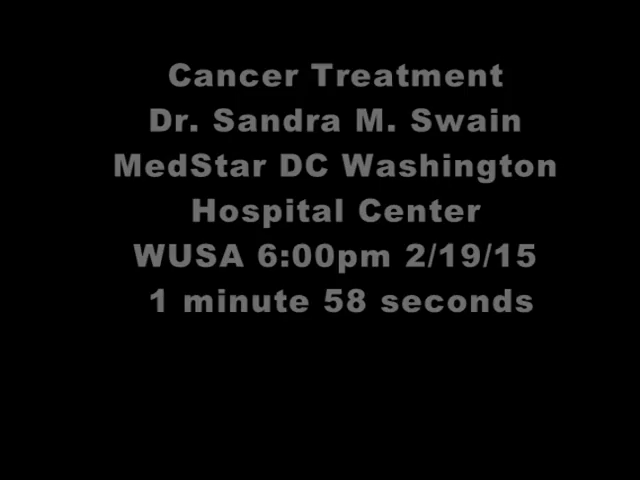 Cancer Treatment
Dr. Sandra M. Swain
MedStar DC Washington
Hospital Center
WUSA 6:00pm 2/19/15
1 minute 58 seconds